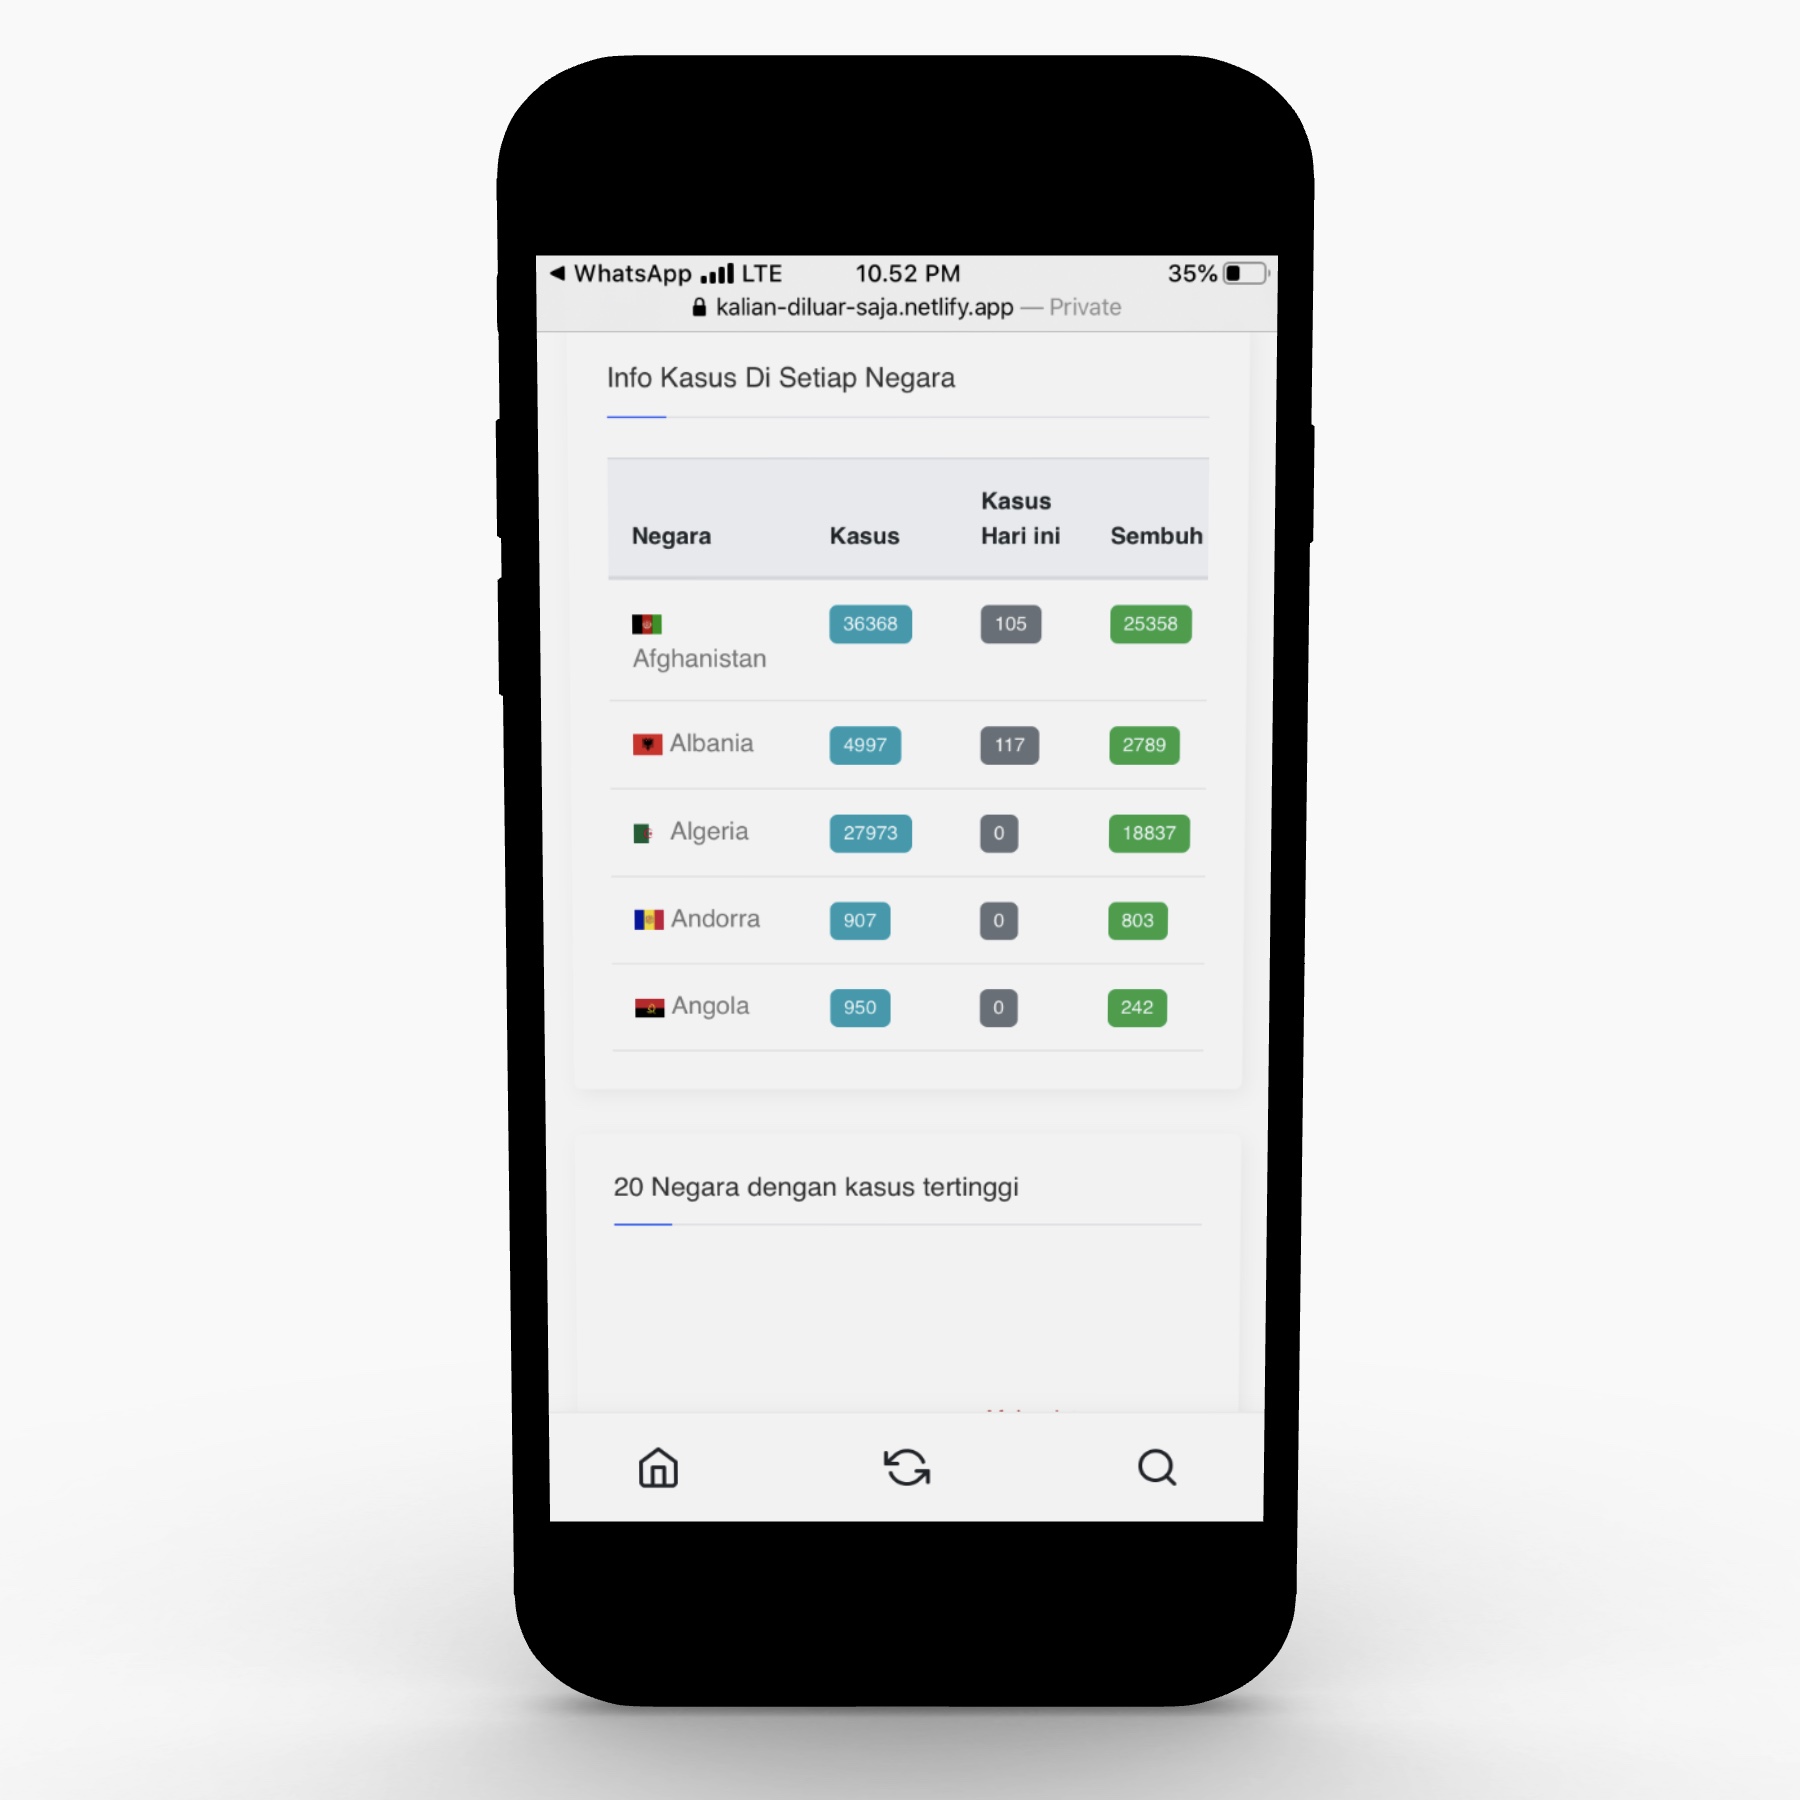 WhatsApp LTE 10.52 PM 35%
kalian-diluar-saja.netlify.app — Private
Info Kasus Di Setiap Negara
Negara Kasus Kasus Hari ini Sembuh
Afghanistan 36368 105 25358
Albania 4997 117 2789
Algeria 27973 0 18837
Andorra 907 0 803
Angola 950 0 242
20 Negara dengan kasus tertinggi